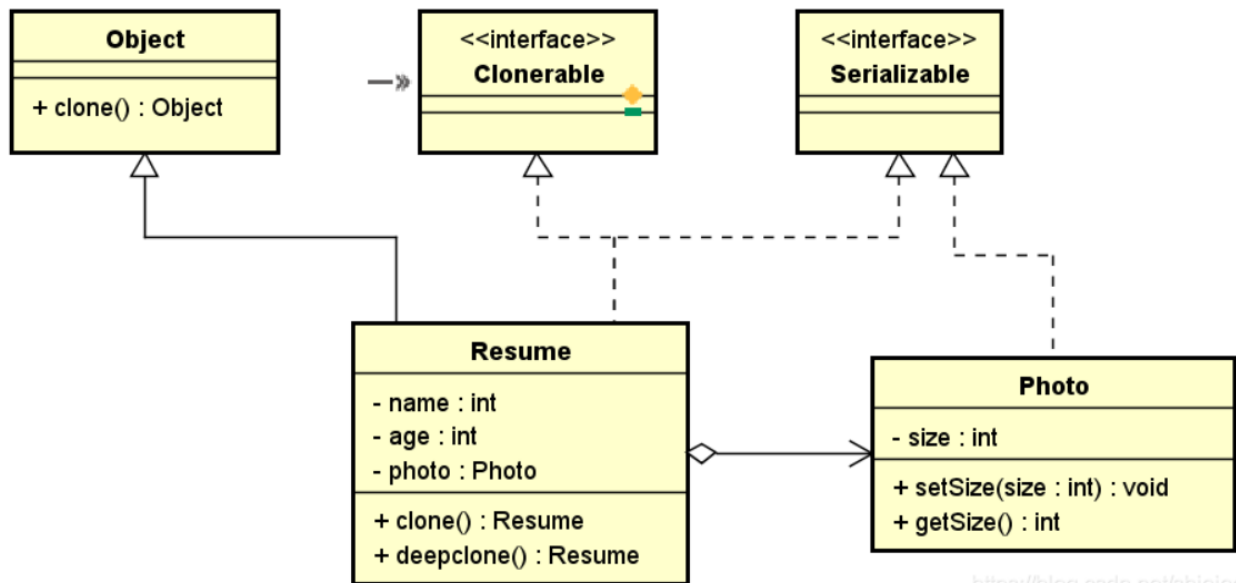 Object
+ clone() : Object
<<interface>>
Clonerable
<<interface>>
Serializable
Resume
- name : int
- age : int
- photo : Photo
+ clone() : Resume
+ deepclone() : Resume
Photo
- size : int
+ setSize(size : int) : void
+ getSize() : int